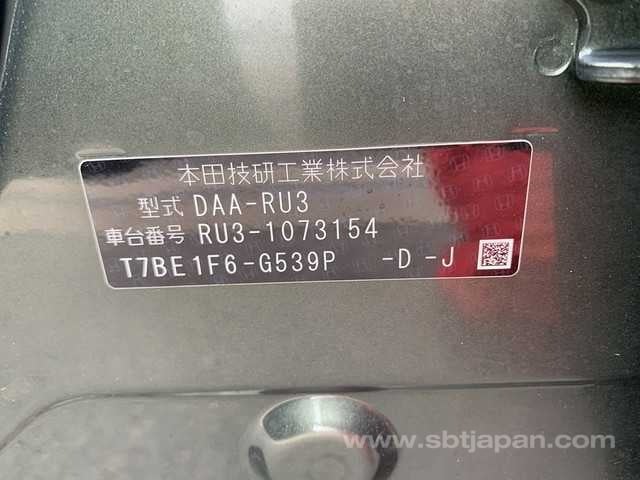 本田技研工業株式会社
型式 DAA-RU3
車台番号 RU3-1073154
T7BE1F6-G539P -D -J
www.sbtjapan.com